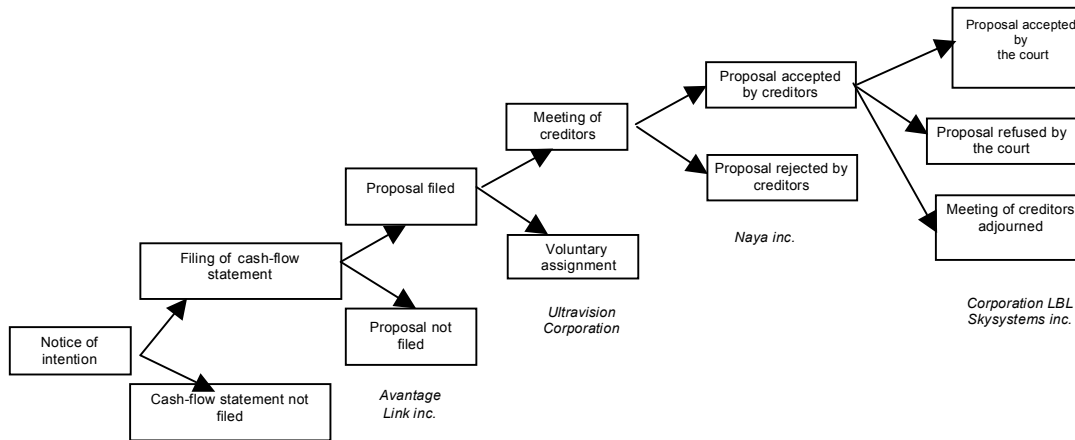 Proposal accepted
by
the court
Proposal accepted
by creditors
Meeting of
creditors
Proposal refused by
the court
Proposal filed
Proposal rejected by
creditors
Meeting of creditors
adjourned
Naya inc.
Filing of cash-flow
statement
Voluntary
assignment
Ultravision
Corporation
Corporation LBL
Skysystems inc.
Notice of
intention
Proposal not
filed
Avantage
Link inc.
Cash-flow statement not
filed